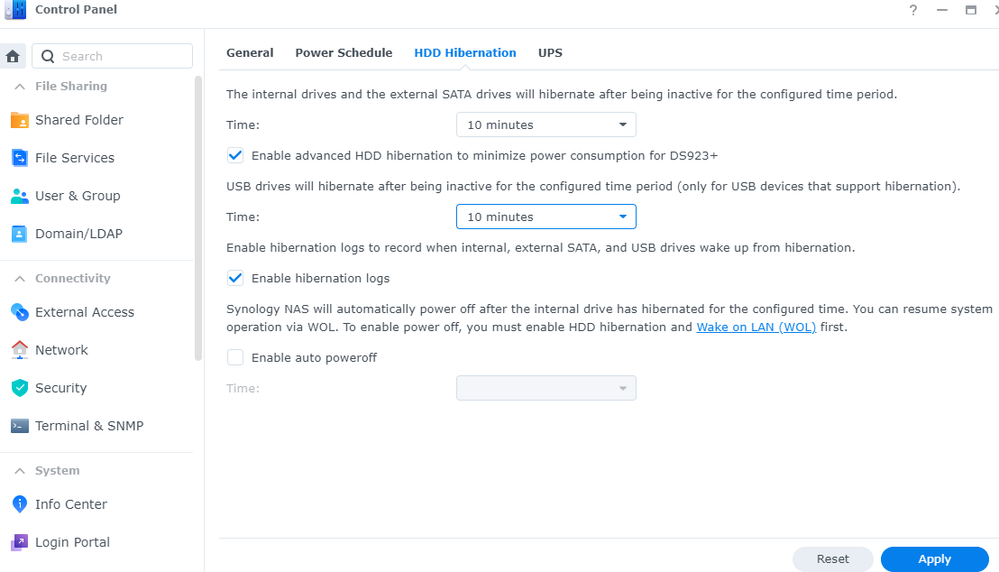 Control Panel
?
Search
File Sharing
Shared Folder
File Services
User & Group
Domain/LDAP
Connectivity
External Access
Network
Security
Terminal & SNMP
System
Info Center
Login Portal
General Power Schedule HDD Hibernation UPS
The internal drives and the external SATA drives will hibernate after being inactive for the configured time period.
Time: 10 minutes
Enable advanced HDD hibernation to minimize power consumption for DS923+
USB drives will hibernate after being inactive for the configured time period (only for USB devices that support hibernation).
Time: 10 minutes
Enable hibernation logs to record when internal, external SATA, and USB drives wake up from hibernation.
Enable hibernation logs
Synology NAS will automatically power off after the internal drive has hibernated for the configured time. You can resume system
operation via WOL. To enable power off, you must enable HDD hibernation and Wake on LAN (WOL) first.
Enable auto poweroff
Time:
Reset Apply